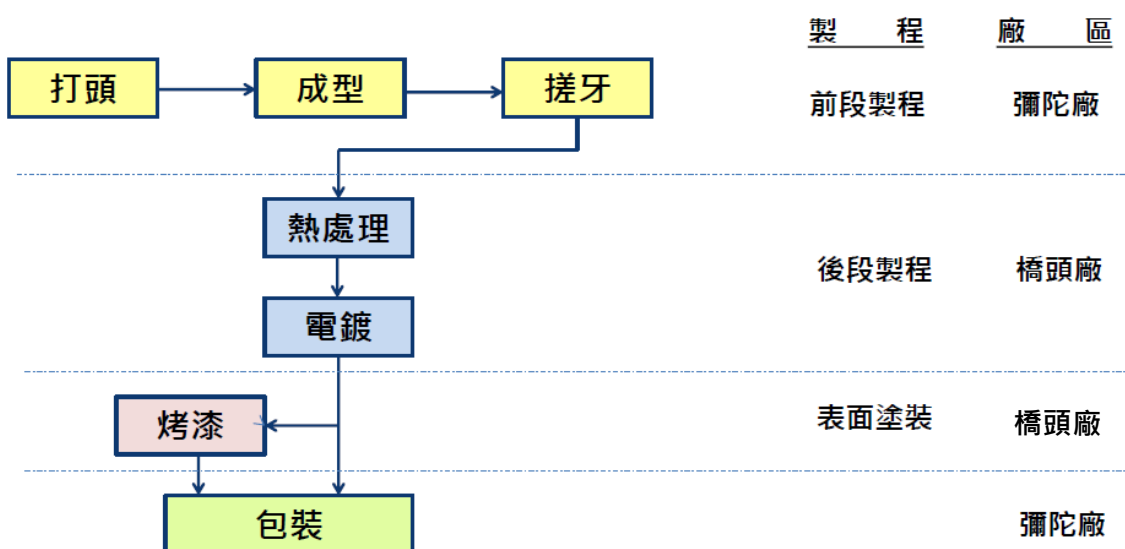 製 程 廠 區
打頭 成型 搓牙 前段製程 彌陀廠
熱處理
後段製程 橋頭廠
電鍍
烤漆 表面塗裝 橋頭廠
包裝 彌陀廠